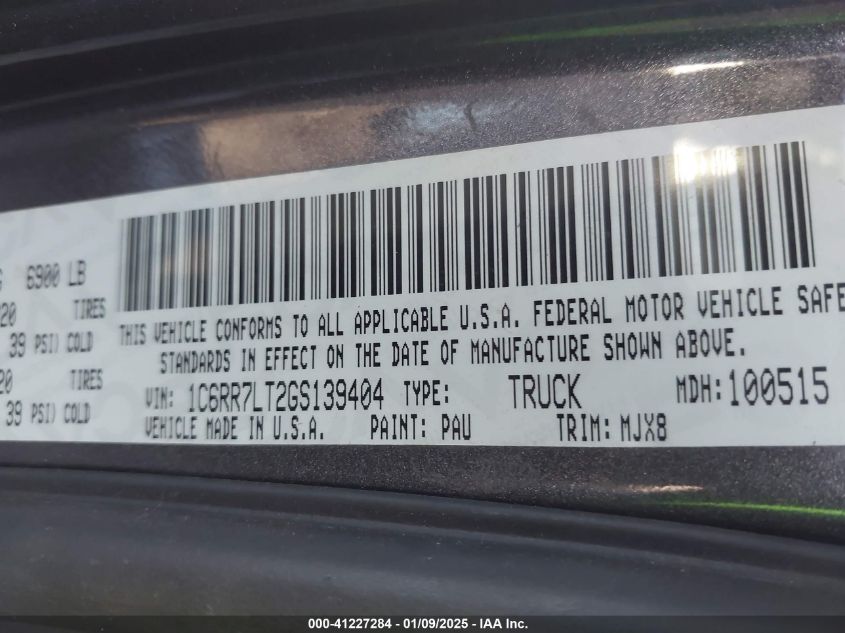 G 6900 LB
20 TIRES
39 PSI) COLD
20 TIRES
39 PSI) COLD
THIS VEHICLE CONFORMS TO ALL APPLICABLE U.S.A. FEDERAL MOTOR VEHICLE SAFE
STANDARDS IN EFFECT ON THE DATE OF MANUFACTURE SHOWN ABOVE.
VIN: 1C6RR7LT2GS139404 TYPE: TRUCK MDH:100515
VEHICLE MADE IN U.S.A. PAINT: PAU TRIM: MJX8
000-41227284 - 01/09/2025 - IAA Inc.